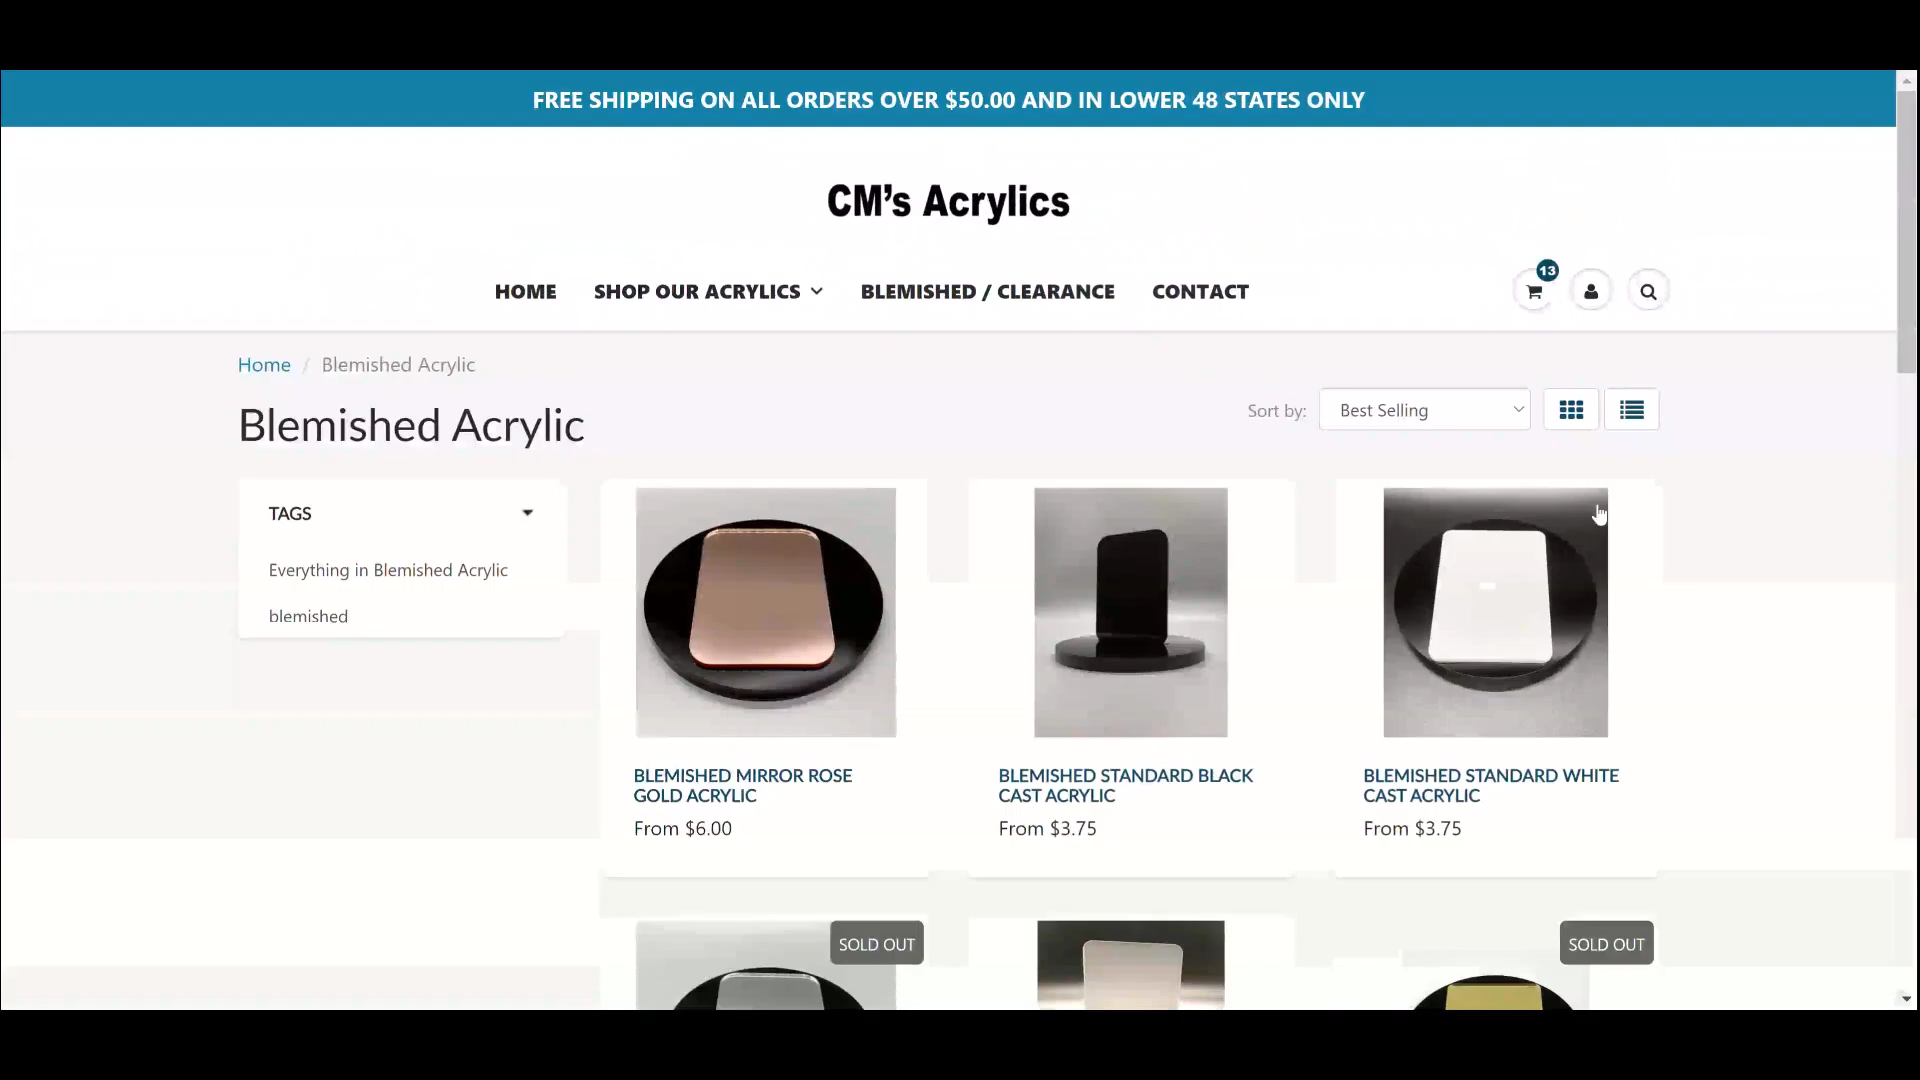 FREE SHIPPING ON ALL ORDERS OVER $50.00 AND IN LOWER 48 STATES ONLY
CM's Acrylics
HOME SHOP OUR ACRYLICS BLEMISHED / CLEARANCE CONTACT 13
Home / Blemished Acrylic
Blemished Acrylic
Sort by: Best Selling
TAGS
Everything in Blemished Acrylic
blemished
BLEMISHED MIRROR ROSE
GOLD ACRYLIC
From $6.00
BLEMISHED STANDARD BLACK
CAST ACRYLIC
From $3.75
BLEMISHED STANDARD WHITE
CAST ACRYLIC
From $3.75
SOLD OUT
SOLD OUT